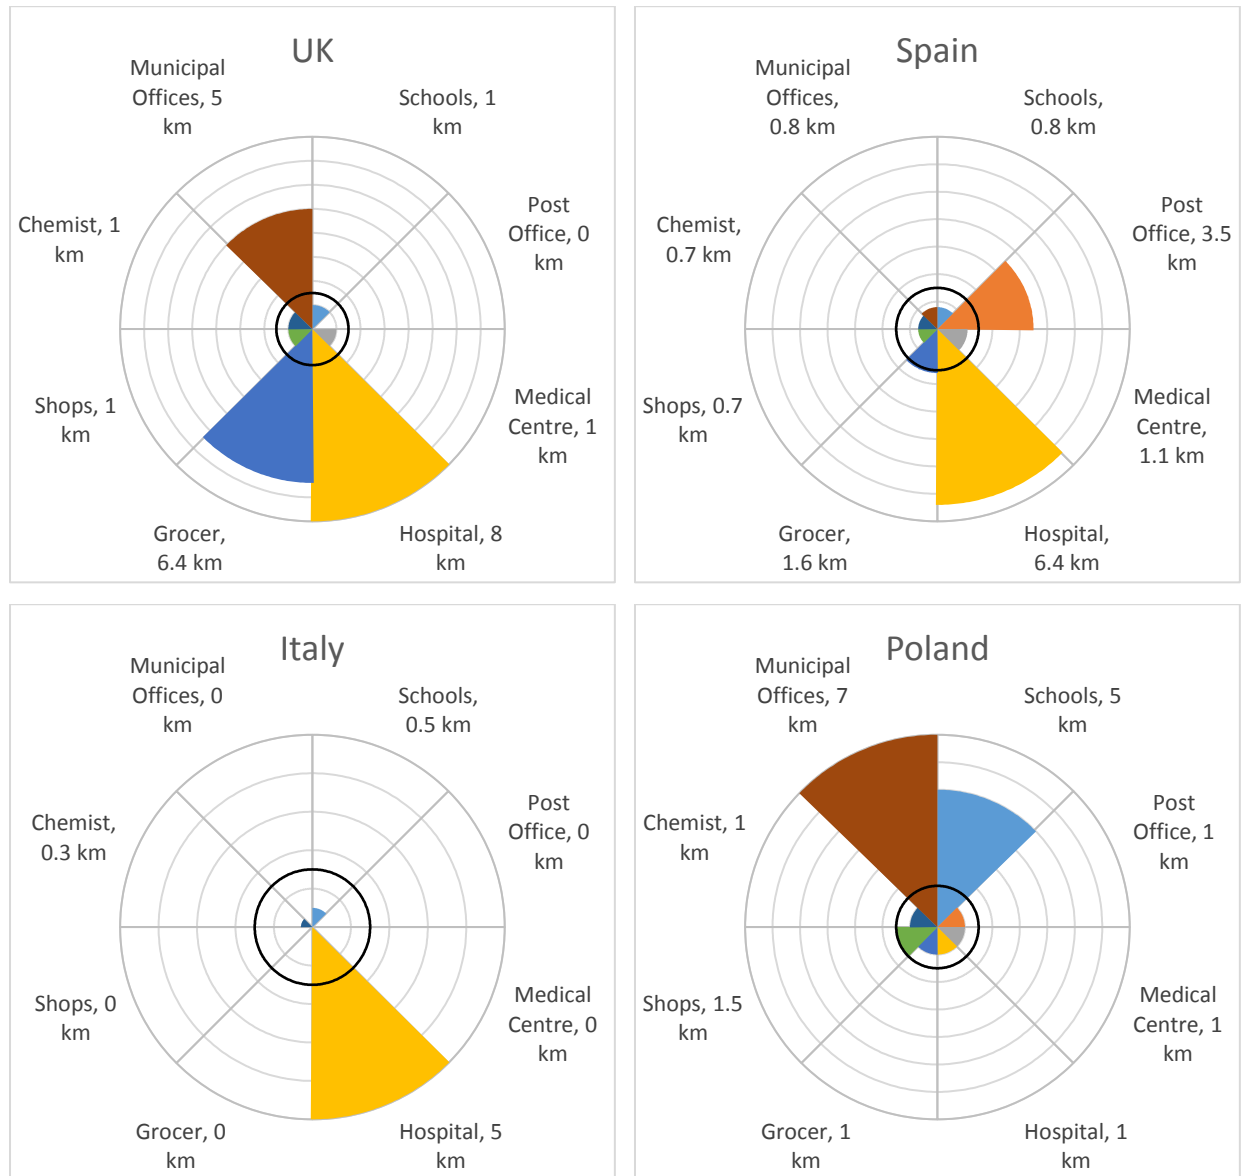 UK
Municipal
Offices, 5
km
Schools, 1
km
Post
Office, 0
km
Medical
Centre, 1
km
Hospital, 8
km
Grocer,
6.4 km
Shops, 1
km
Chemist, 1
km
Spain
Municipal
Offices,
0.8 km
Schools,
0.8 km
Post
Office, 3.5
km
Medical
Centre,
1.1 km
Hospital,
6.4 km
Grocer,
1.6 km
Shops, 0.7
km
Chemist,
0.7 km
Italy
Municipal
Offices, 0
km
Schools,
0.5 km
Post
Office, 0
km
Medical
Centre, 0
km
Hospital, 5
km
Grocer, 0
km
Shops, 0
km
Chemist,
0.3 km
Poland
Municipal
Offices, 7
km
Schools, 5
km
Post
Office, 1
km
Medical
Centre, 1
km
Hospital, 1
km
Grocer, 1
km
Shops, 1.5
km
Chemist, 1
km